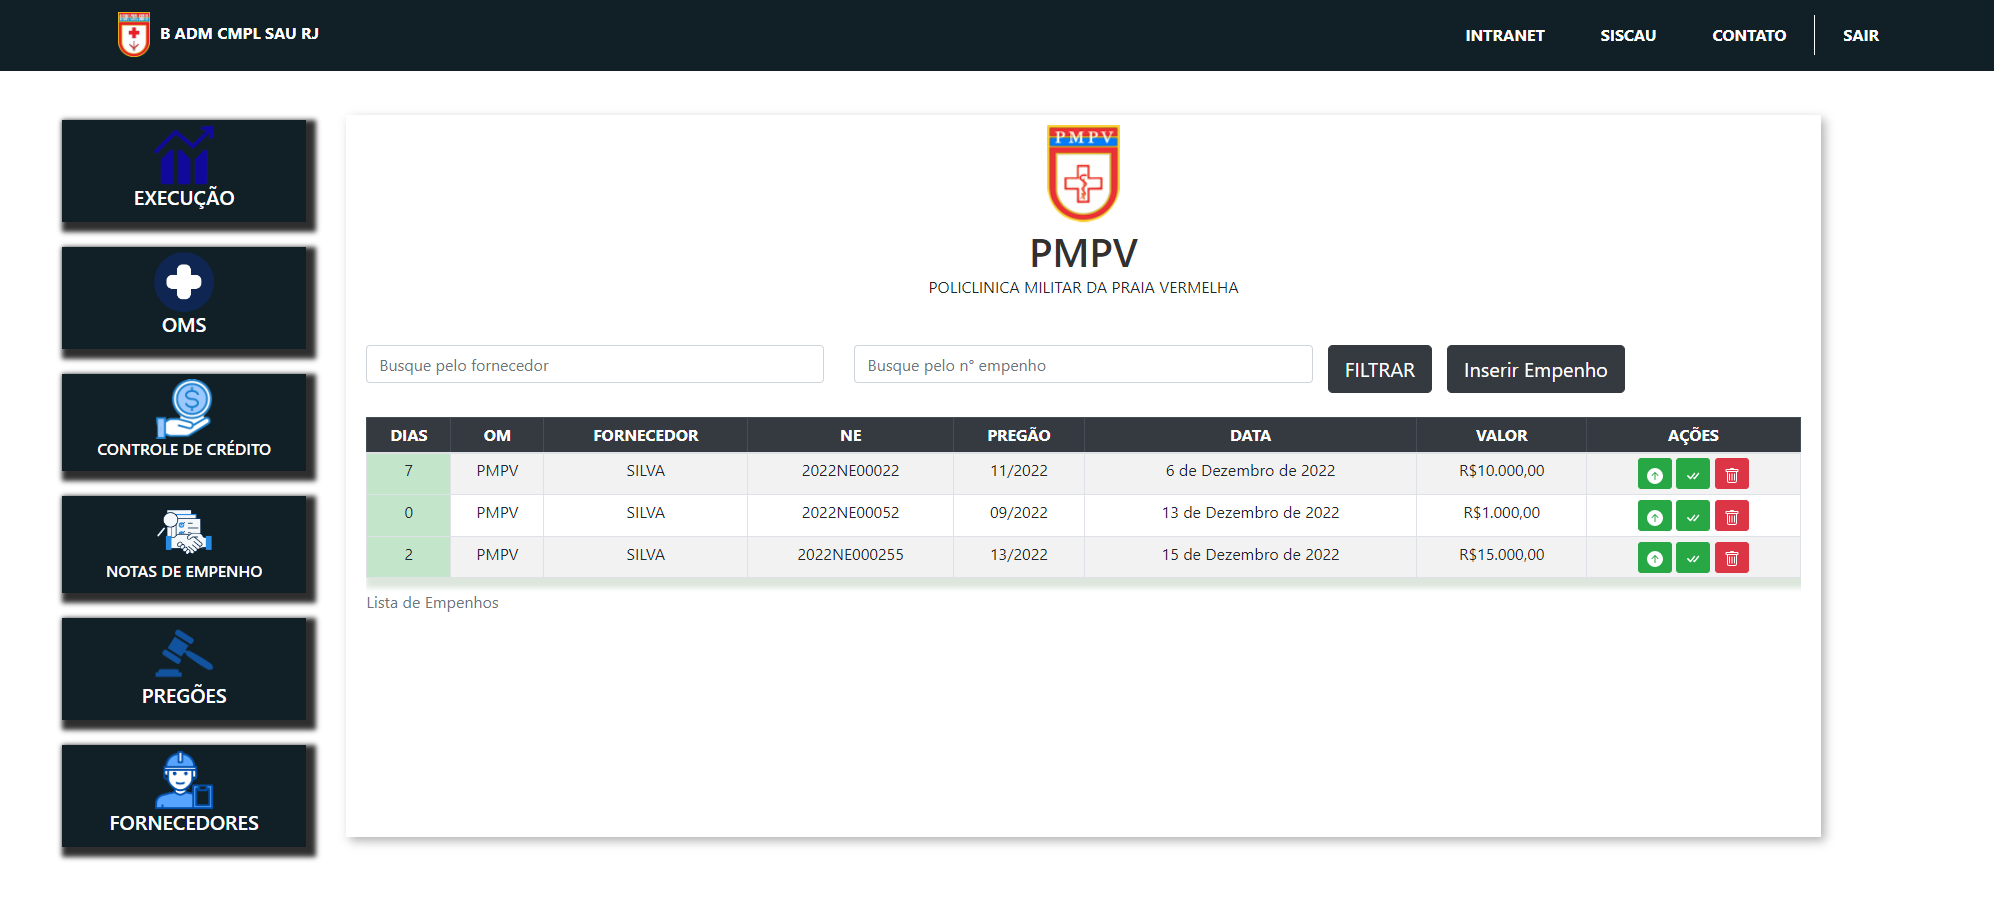 B ADM CMPL SAU RJ
INTRANET
SISCAU
CONTATO
SAIR
EXECUÇÃO
OMS
CONTROLE DE CRÉDITO
NOTAS DE EMPENHO
PREGÕES
FORNECEDORES
PMPV
PMPV
POLICLINICA MILITAR DA PRAIA VERMELHA
Busque pelo fornecedor
Busque pelo n° empenho
FILTRAR
Inserir Empenho
DIAS OM FORNECEDOR NE PREGÃO DATA VALOR AÇÕES
7 PMPV SILVA 2022NE00022 11/2022 6 de Dezembro de 2022 R$10.000,00
0 PMPV SILVA 2022NE00052 09/2022 13 de Dezembro de 2022 R$1.000,00
2 PMPV SILVA 2022NE000255 13/2022 15 de Dezembro de 2022 R$15.000,00
Lista de Empenhos